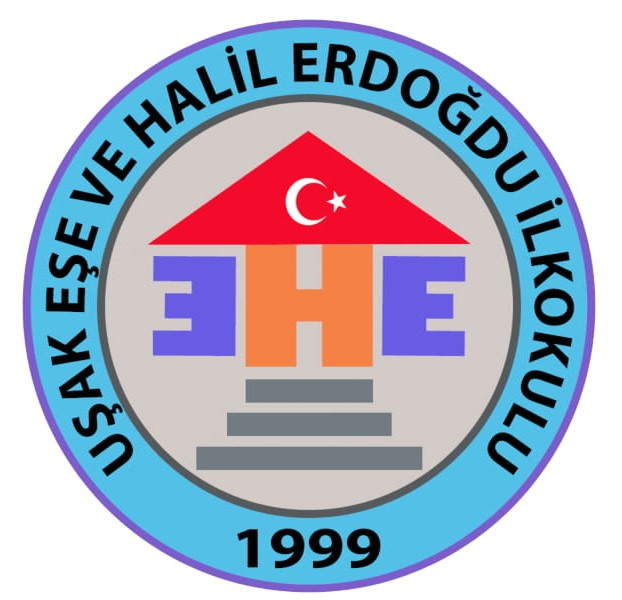 UŞAK EŞE VE HALİL ERDOĞDU İLKOKULU
EHE
1999